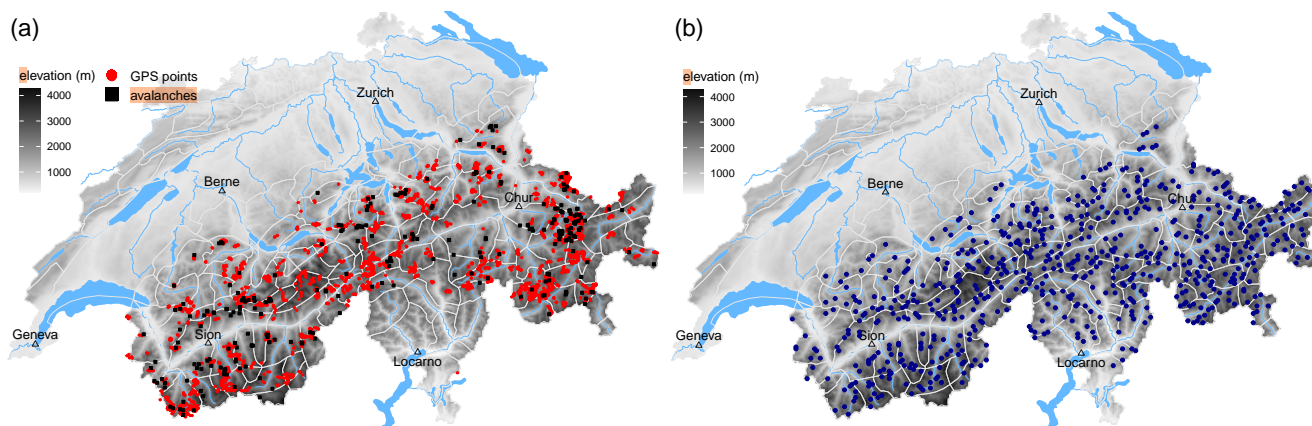 (a)
elevation (m)
4000
3000
2000
1000
GPS points
avalanches
Zurich
Berne
Chur
Geneva
Sion
Locarno
(b)
elevation (m)
4000
3000
2000
1000
Zurich
Berne
Chur
Geneva
Sion
Locarno